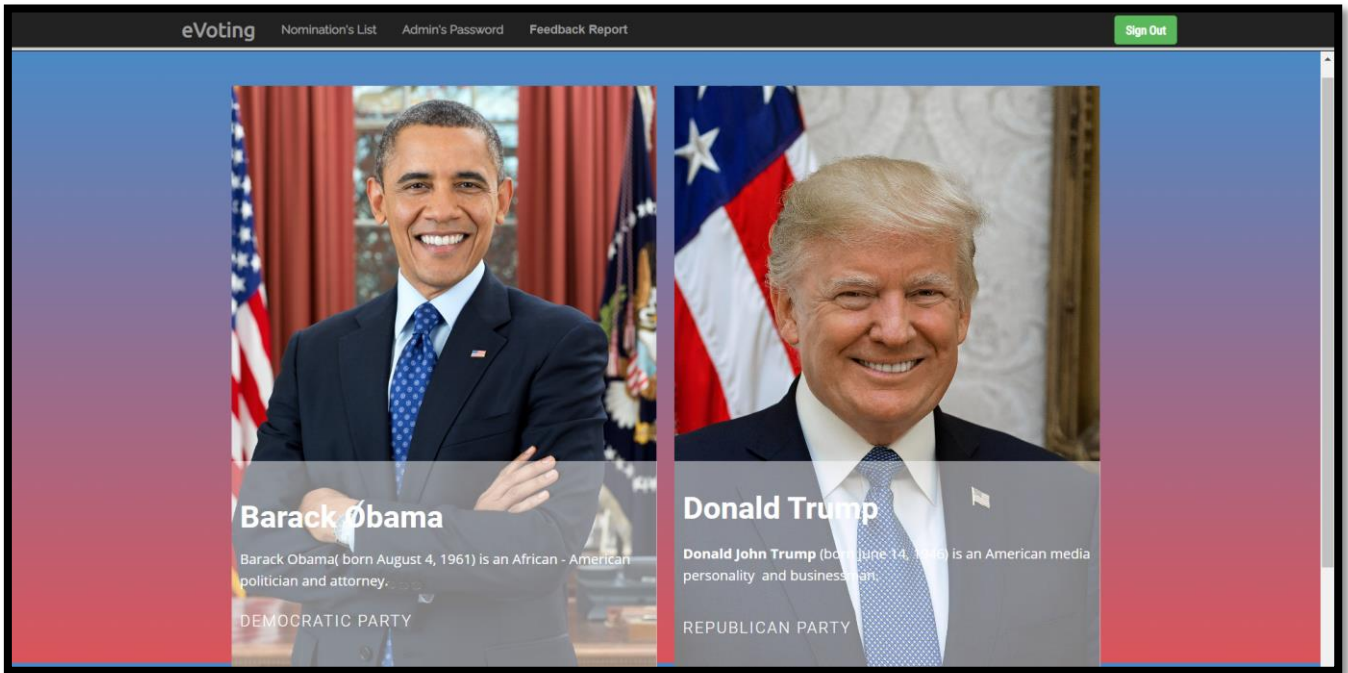 eVoting Nomination's List Admin's Password Feedback Report Sign Out
Barack Obama
Barack Obama( born August 4, 1961) is an African - American
politician and attorney.
DEMOCRATIC PARTY
Donald Trump
Donald John Trump (born June 14, 1946) is an American media
personality and businessman.
REPUBLICAN PARTY